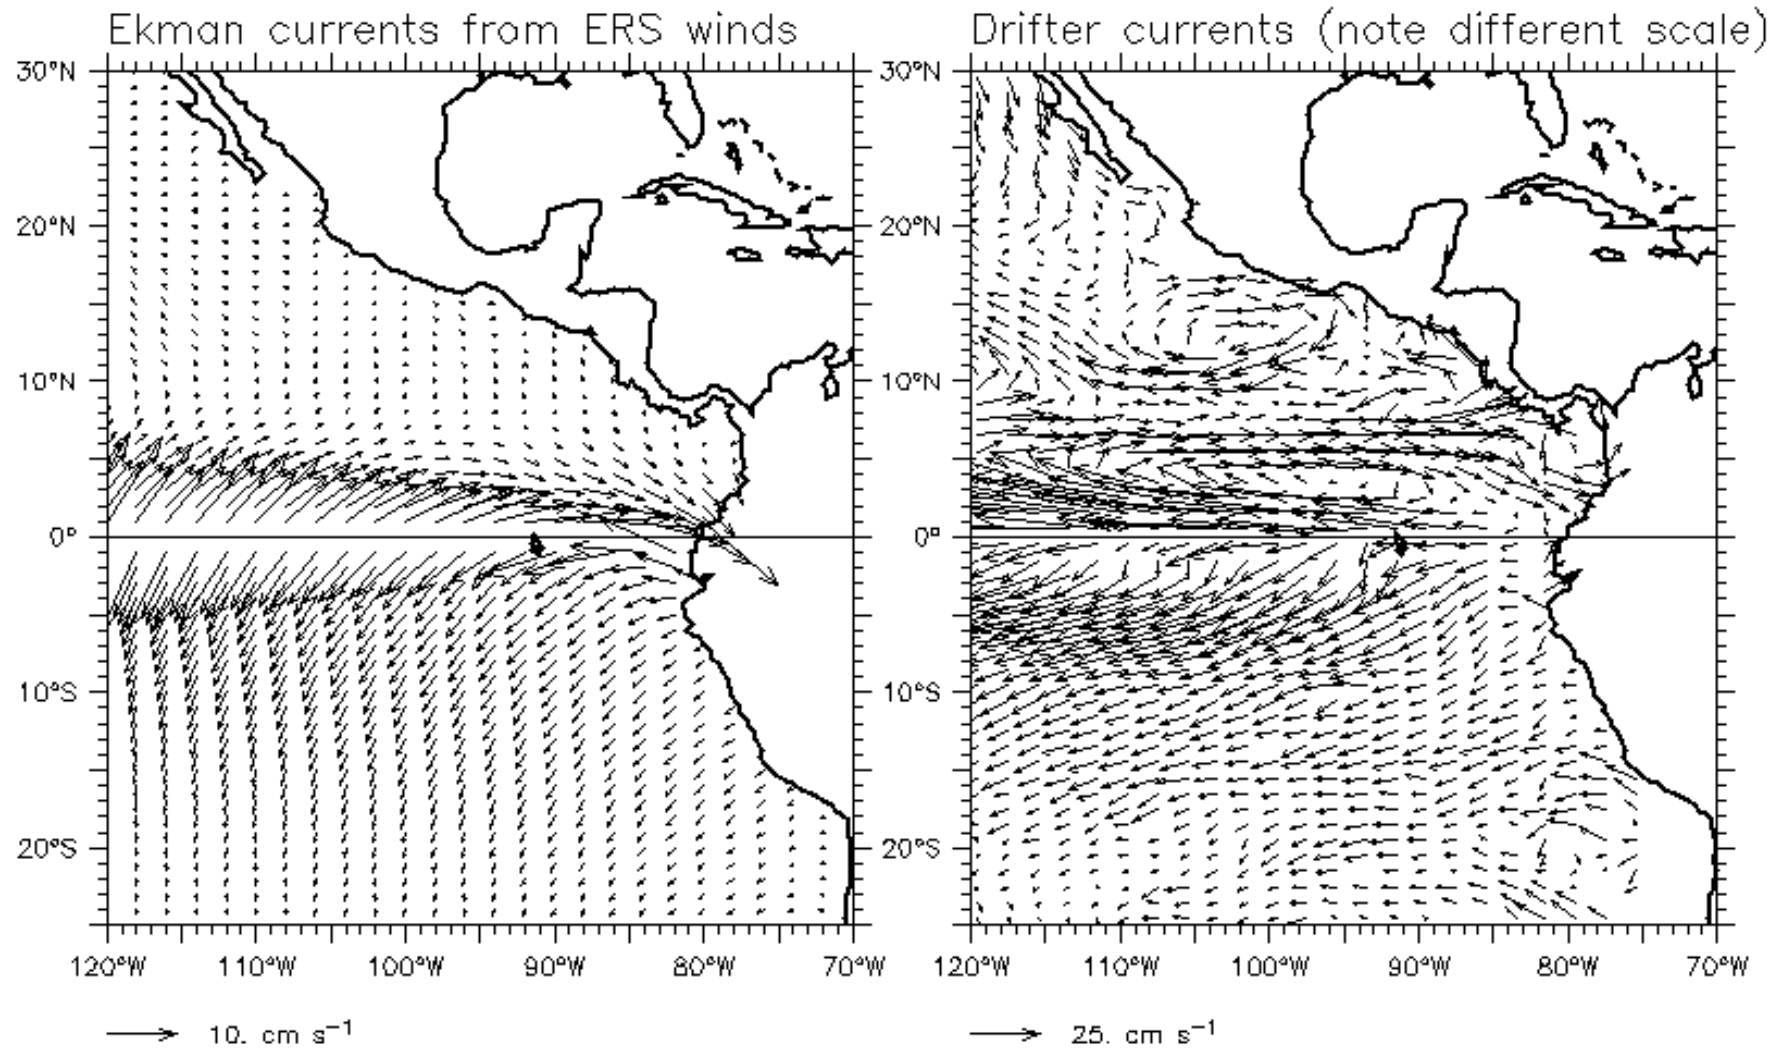 Ekman currents from ERS winds
30°N
20°N
10°N
0°
10°S
20°S
120°W 110°W 100°W 90°W 80°W 70°W
10. cm s⁻¹
Drifter currents (note different scale)
30°N
20°N
10°N
0°
10°S
20°S
120°W 110°W 100°W 90°W 80°W 70°W
25. cm s⁻¹